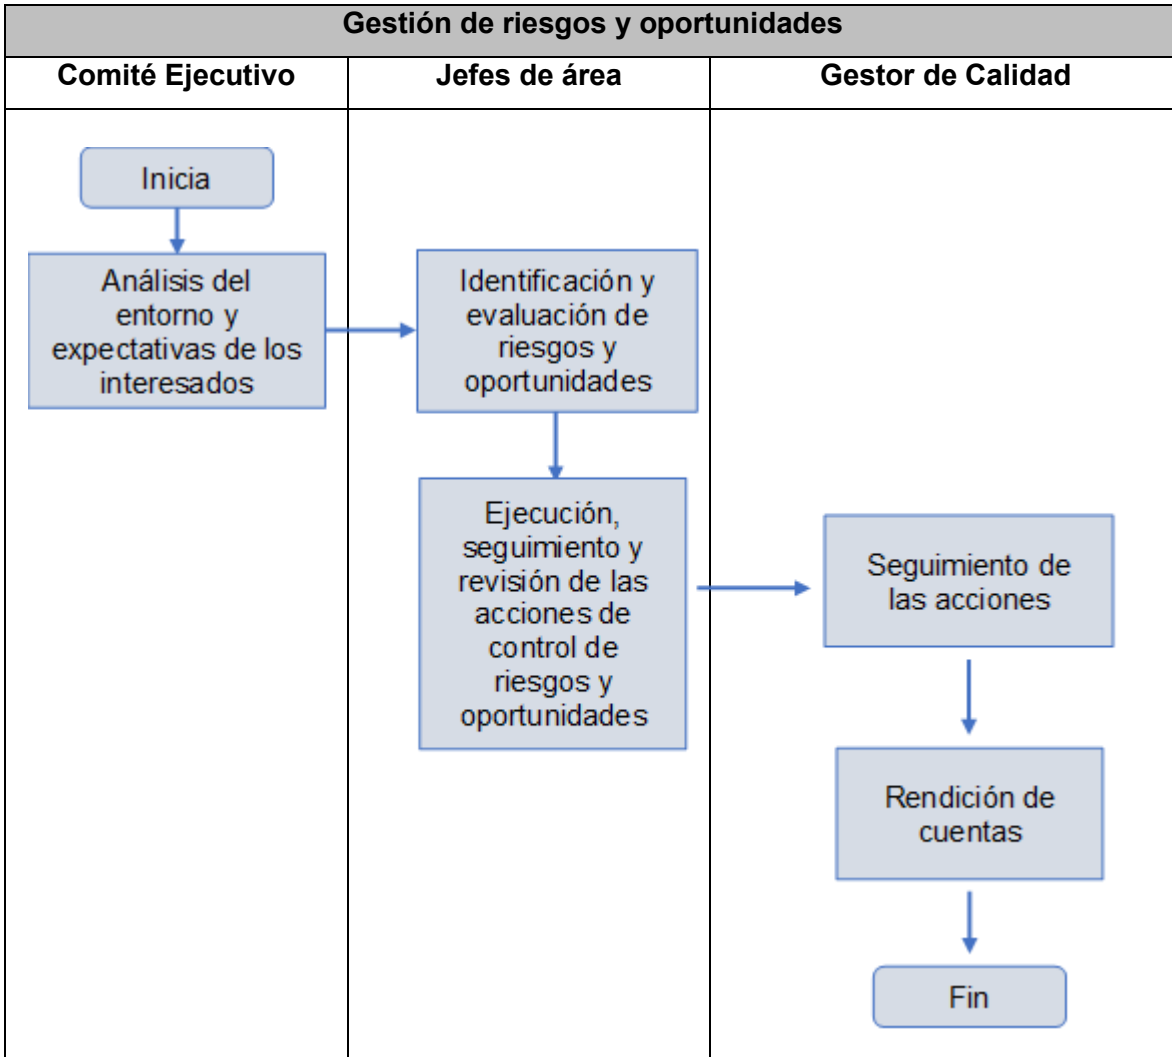 Gestión de riesgos y oportunidades
Comité Ejecutivo
Jefes de área
Gestor de Calidad
Inicia
Análisis del
entorno y
expectativas de los
interesados
Identificación y
evaluación de
riesgos y
oportunidades
Ejecución,
seguimiento y
revisión de las
acciones de
control de
riesgos y
oportunidades
Seguimiento de
las acciones
Rendición de
cuentas
Fin